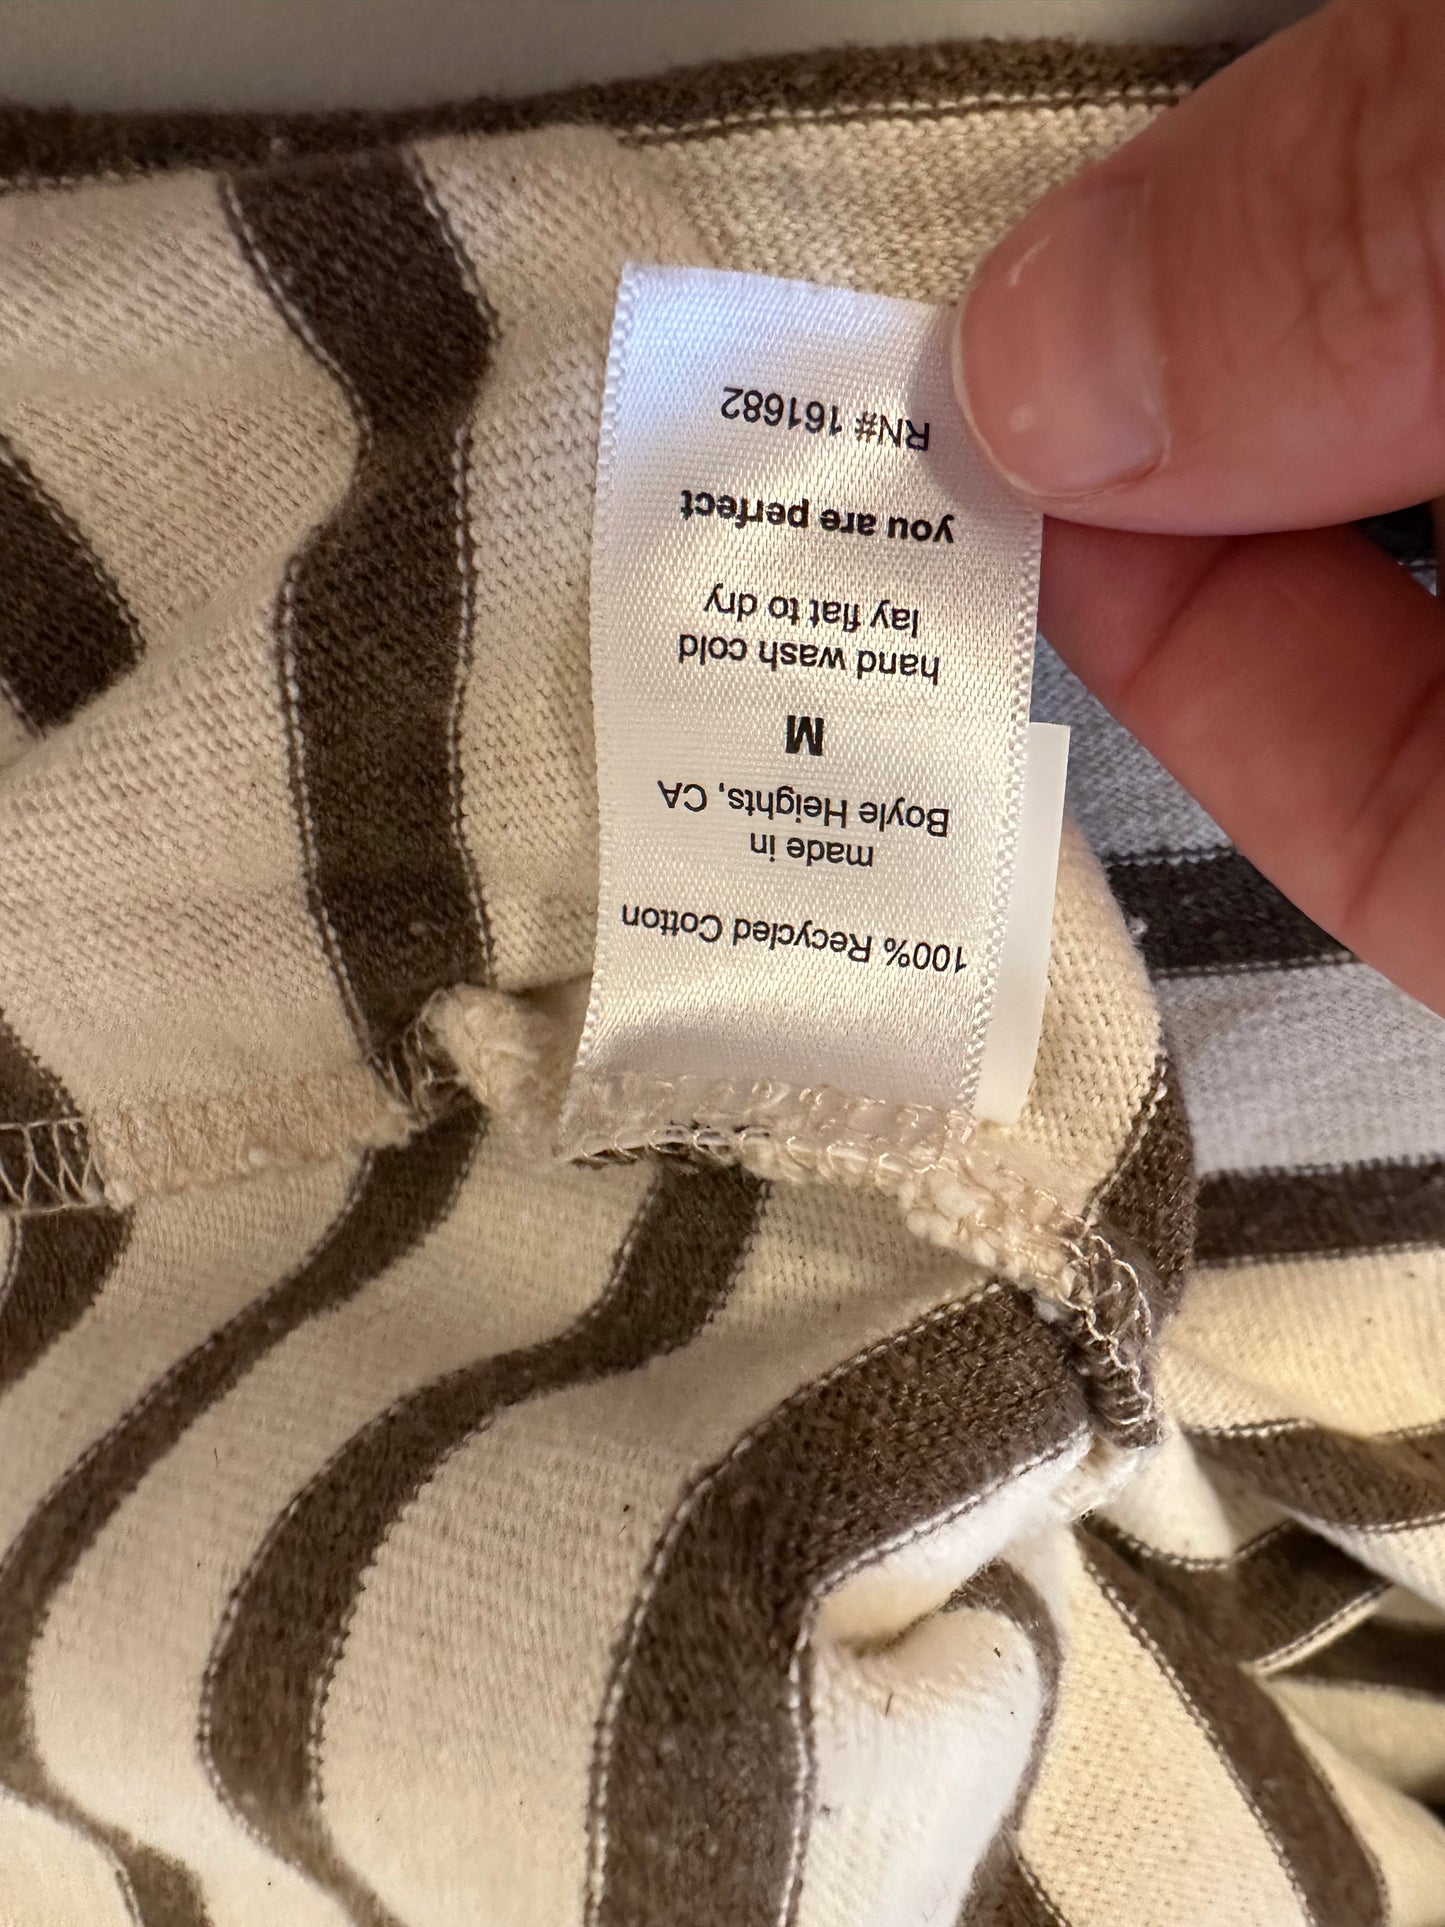 100% Recycled Cotton
made in
Boyle Heights, CA
M
hand wash cold
lay flat to dry
you are perfect
RN# 161682